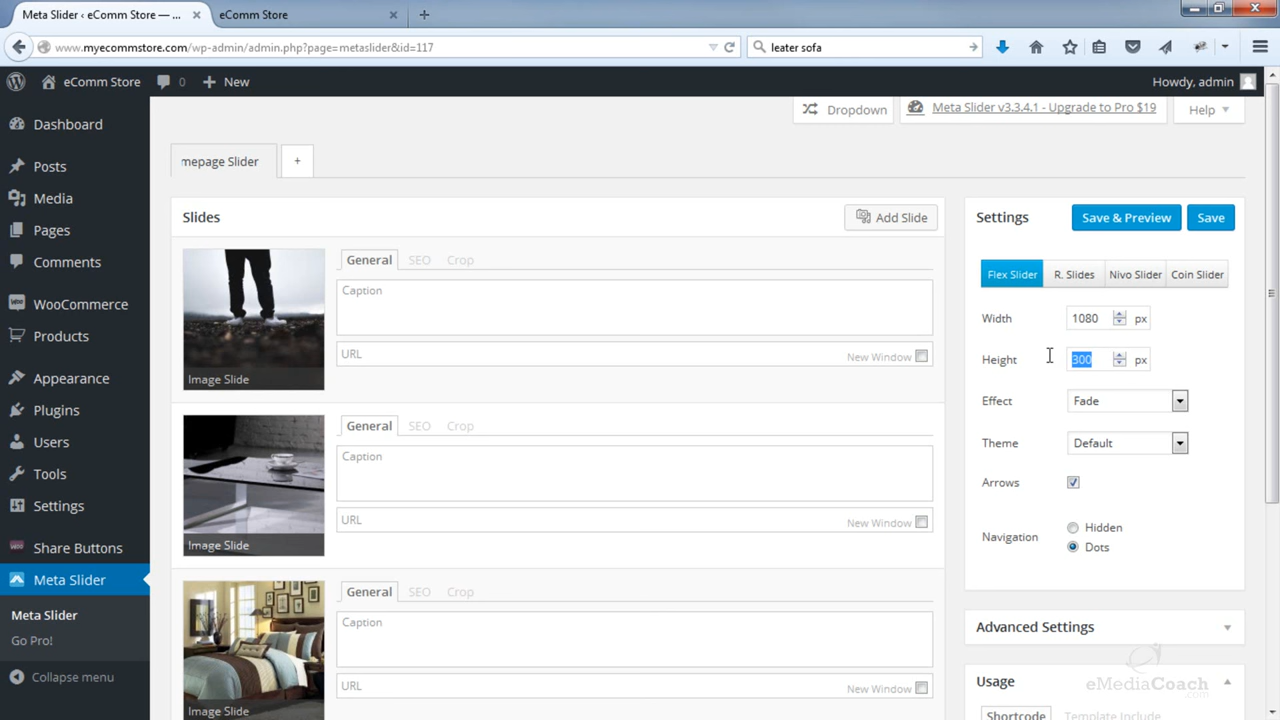 Meta Slider ‹ eComm Store — ...
eComm Store
www.myecommstore.com/wp-admin/admin.php?page=metaslider&id=117
leater sofa
eComm Store
0
New
Howdy, admin
Dashboard
Posts
Media
Pages
Comments
WooCommerce
Products
Appearance
Plugins
Users
Tools
Settings
Share Buttons
Meta Slider
Meta Slider
Go Pro!
Collapse menu
Dropdown
Meta Slider v3.3.4.1 - Upgrade to Pro $19
Help
mepage Slider
+
Slides
Add Slide
General SEO Crop
Caption
URL
New Window
Image Slide
General SEO Crop
Caption
URL
New Window
Image Slide
General SEO Crop
Caption
URL
New Window
Image Slide
Settings
Save & Preview
Save
Flex Slider
R. Slides
Nivo Slider
Coin Slider
Width 1080 px
Height 300 px
Effect Fade
Theme Default
Arrows
Navigation
Hidden
Dots
Advanced Settings
Usage
Shortcode
Template Include
eMediaCoach
.com